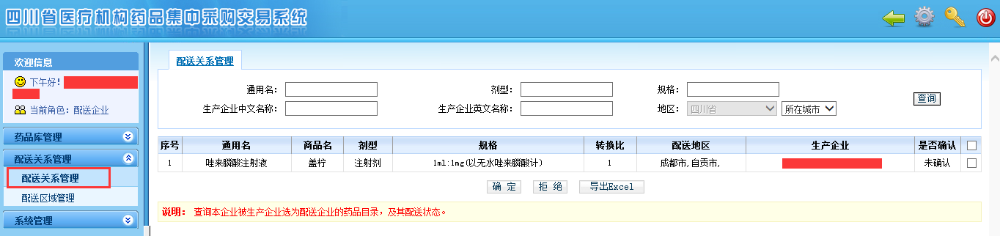 四川省医疗机构药品集中采购交易系统
欢迎信息
下午好!
当前角色: 配送企业
药品库管理
配送关系管理
配送关系管理
配送区域管理
系统管理
配送关系管理
通用名: 剂型: 规格:
生产企业中文名称: 生产企业英文名称: 地区: 四川省 所在城市
查询
序号 通用名 商品名 剂型 规格 转换比 配送地区 生产企业 是否确认
1 唑来膦酸注射液 盖柠 注射剂 1ml:1mg(以无水唑来膦酸计) 1 成都市,自贡市, 未确认
确 定 拒 绝 导出Excel
说明: 查询本企业被生产企业选为配送企业的药品目录，及其配送状态。